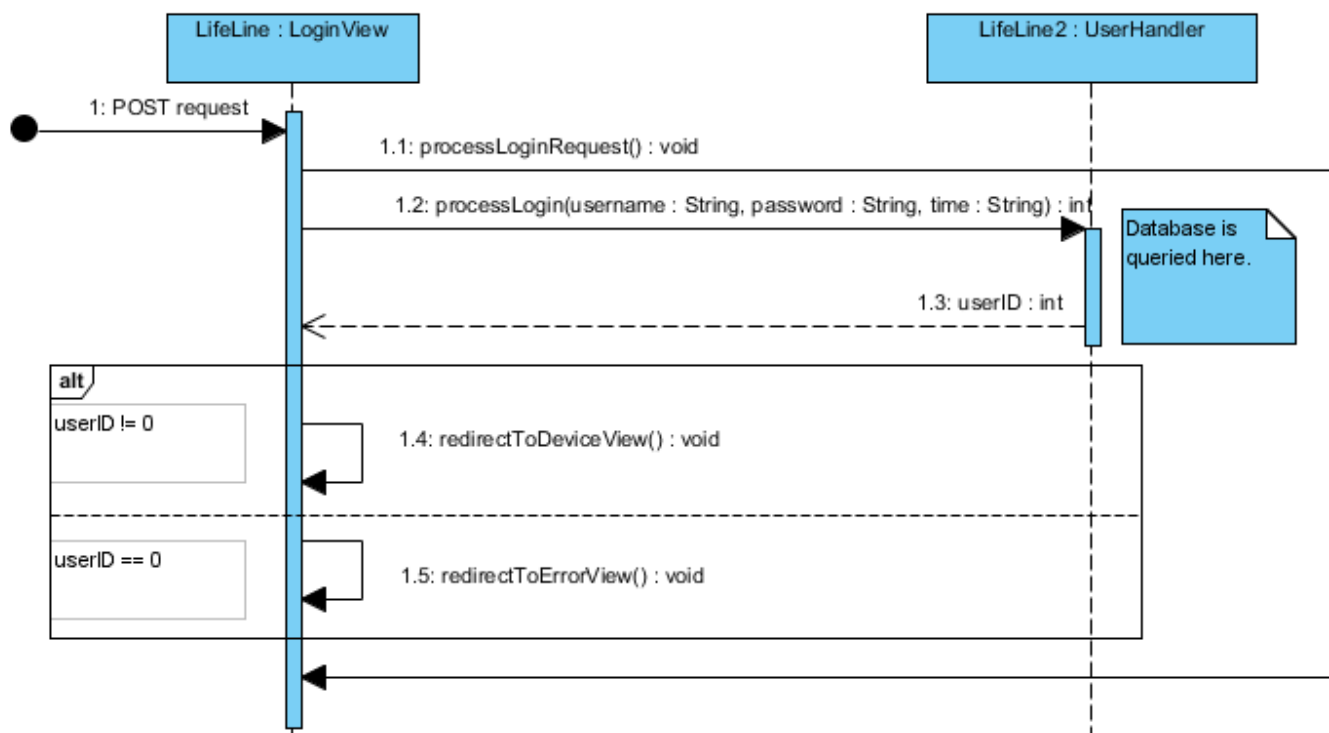 LifeLine : LoginView
LifeLine2 : UserHandler
1: POST request
1.1: processLoginRequest() : void
1.2: processLogin(username : String, password : String, time : String) : int
Database is
queried here.
1.3: userID : int
alt
userID != 0
1.4: redirectToDeviceView() : void
userID == 0
1.5: redirectToErrorView() : void